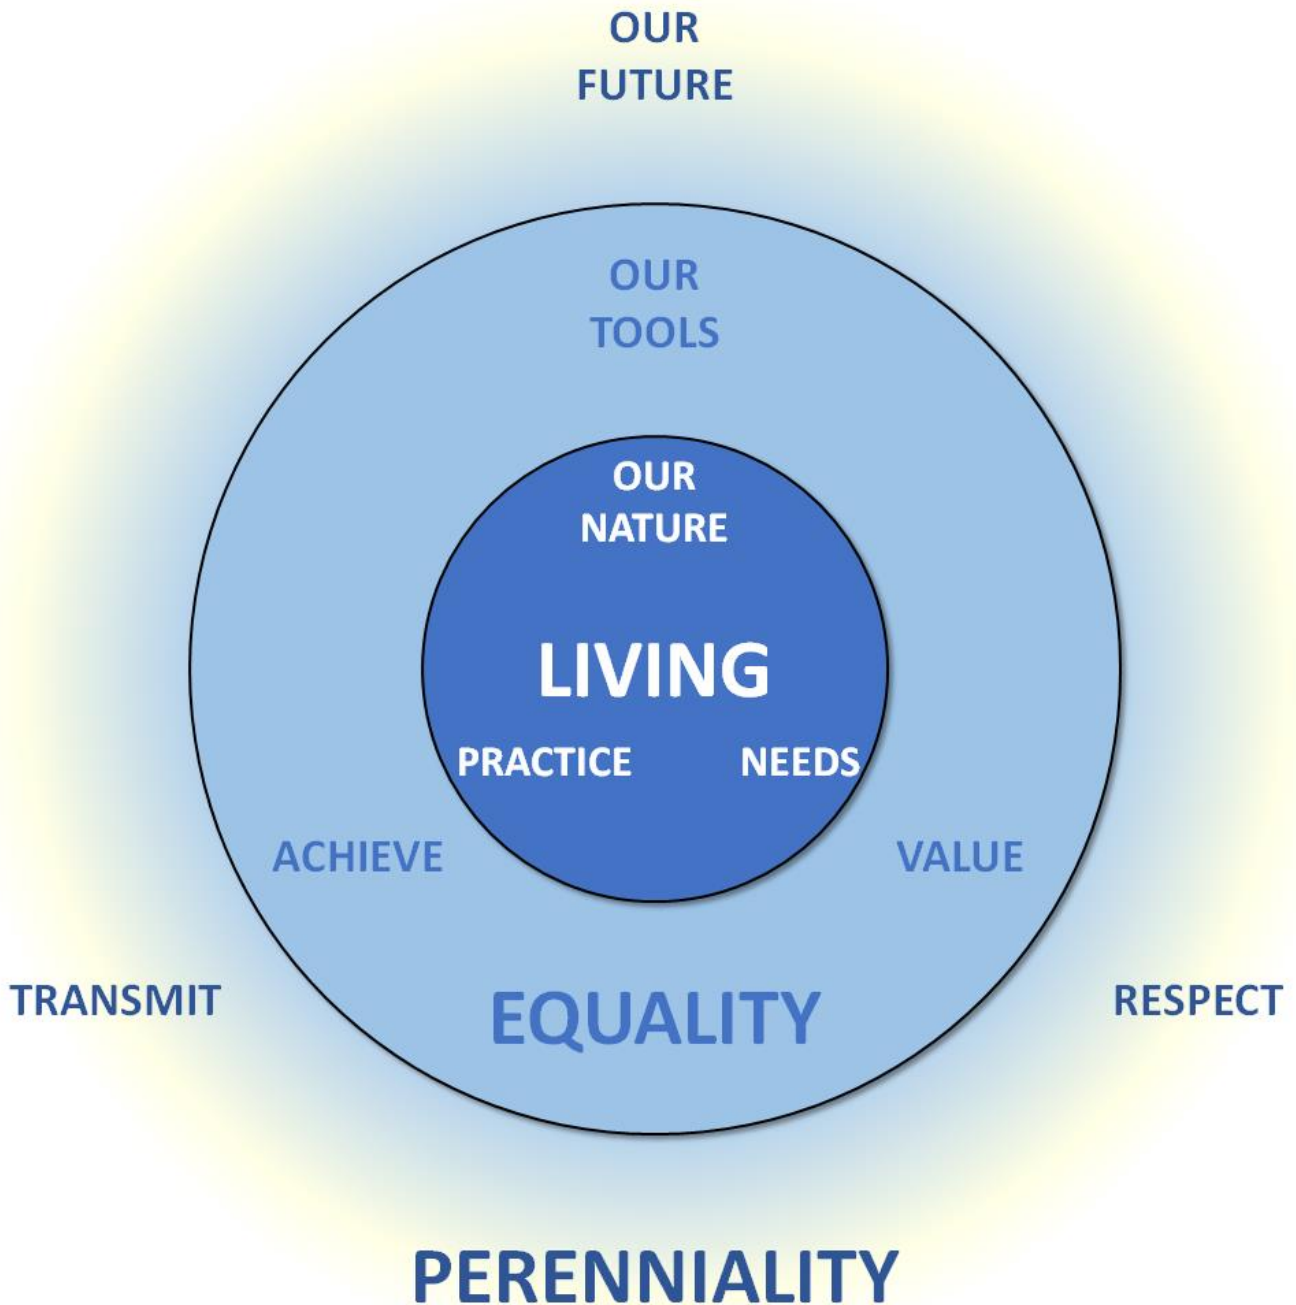 OUR
FUTURE
OUR
TOOLS
OUR
NATURE
LIVING
PRACTICE NEEDS
ACHIEVE VALUE
TRANSMIT RESPECT
EQUALITY
PERENNIALITY